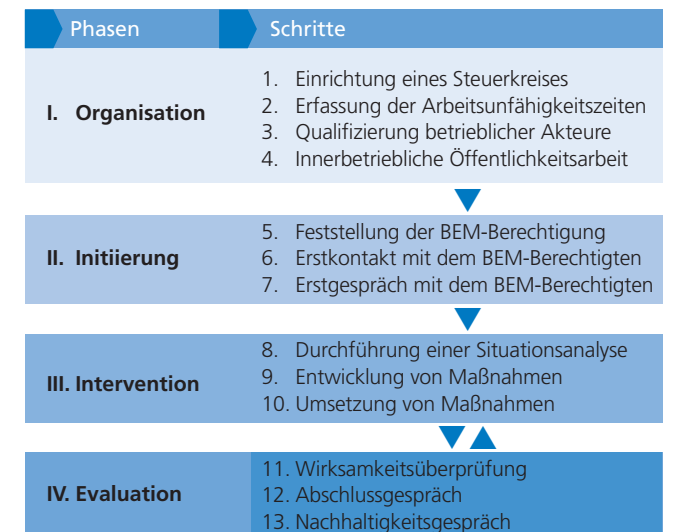 Phasen Schritte
I. Organisation
1. Einrichtung eines Steuerkreises
2. Erfassung der Arbeitsunfähigkeitszeiten
3. Qualifizierung betrieblicher Akteure
4. Innerbetriebliche Öffentlichkeitsarbeit
II. Initiierung
5. Feststellung der BEM-Berechtigung
6. Erstkontakt mit dem BEM-Berechtigten
7. Erstgespräch mit dem BEM-Berechtigten
III. Intervention
8. Durchführung einer Situationsanalyse
9. Entwicklung von Maßnahmen
10. Umsetzung von Maßnahmen
IV. Evaluation
11. Wirksamkeitsüberprüfung
12. Abschlussgespräch
13. Nachhaltigkeitsgespräch